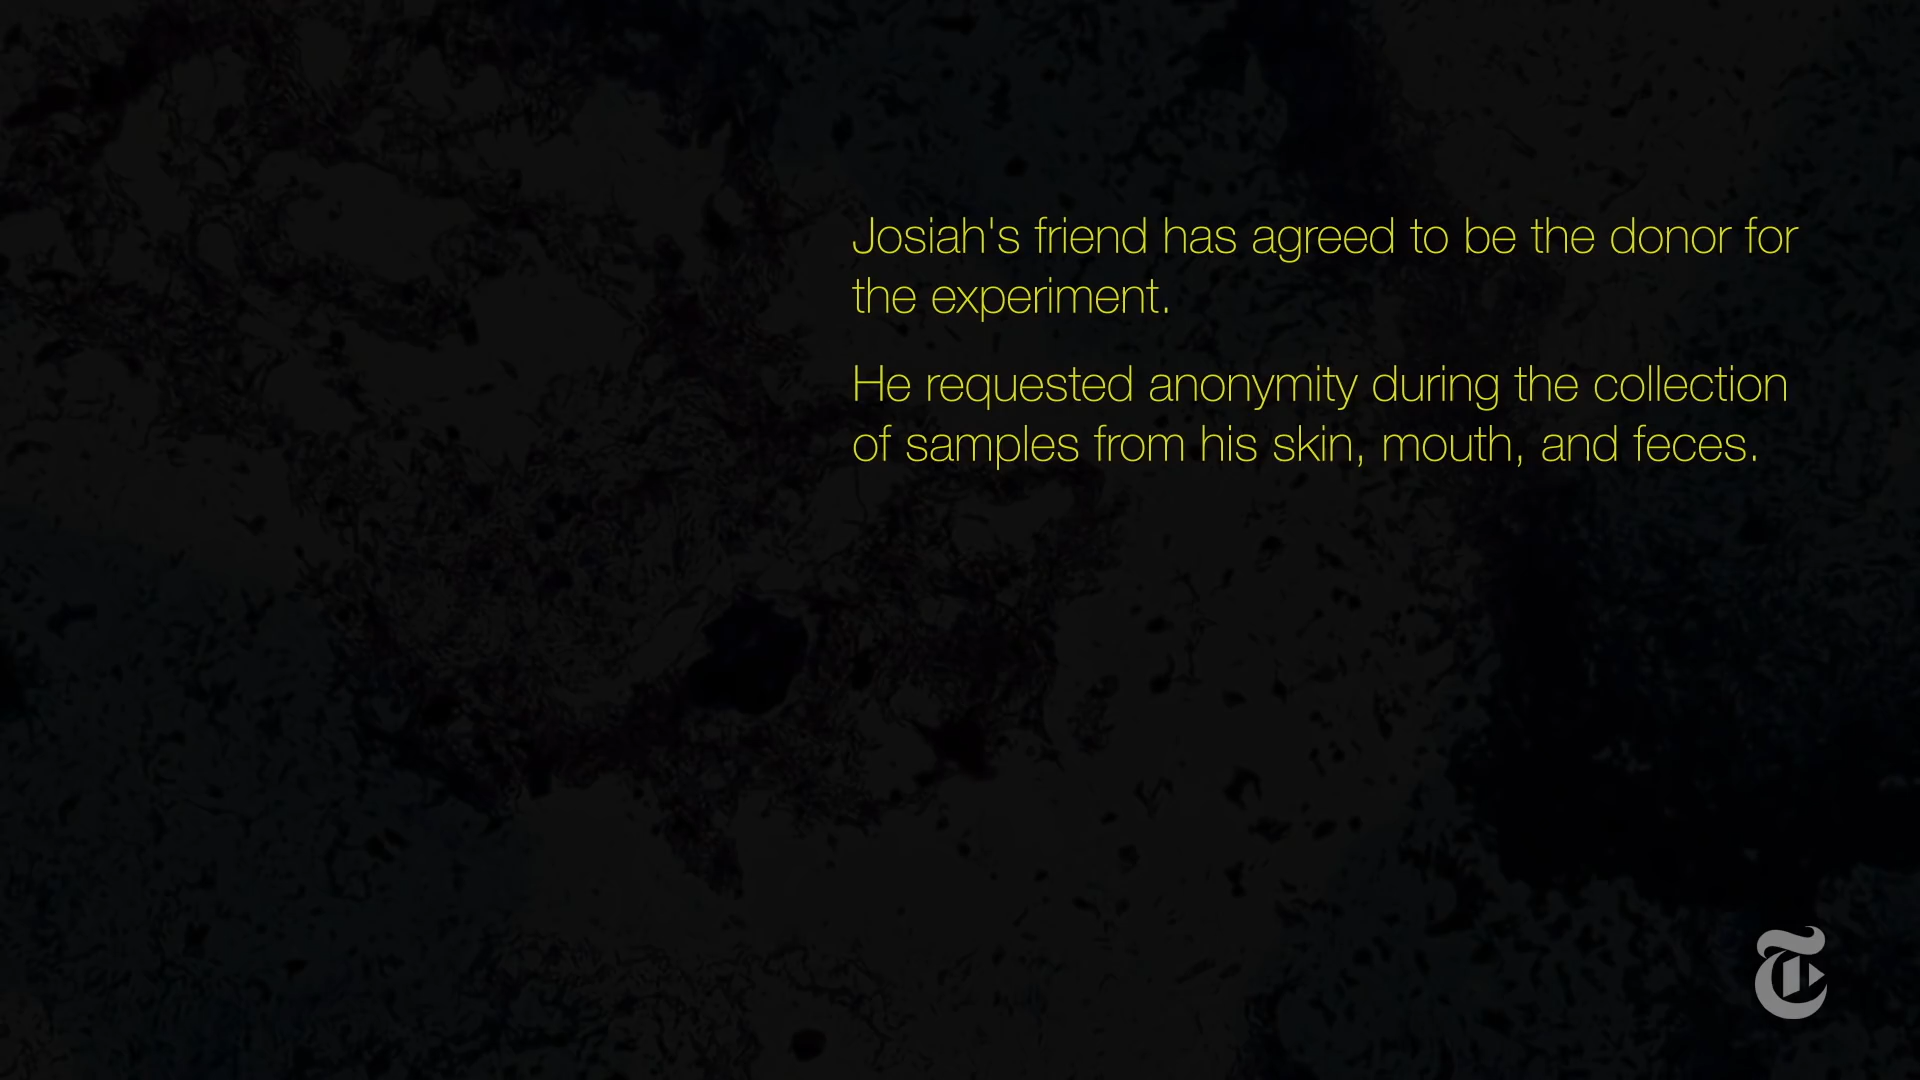 Josiah's friend has agreed to be the donor for
the experiment.
He requested anonymity during the collection
of samples from his skin, mouth, and feces.
T